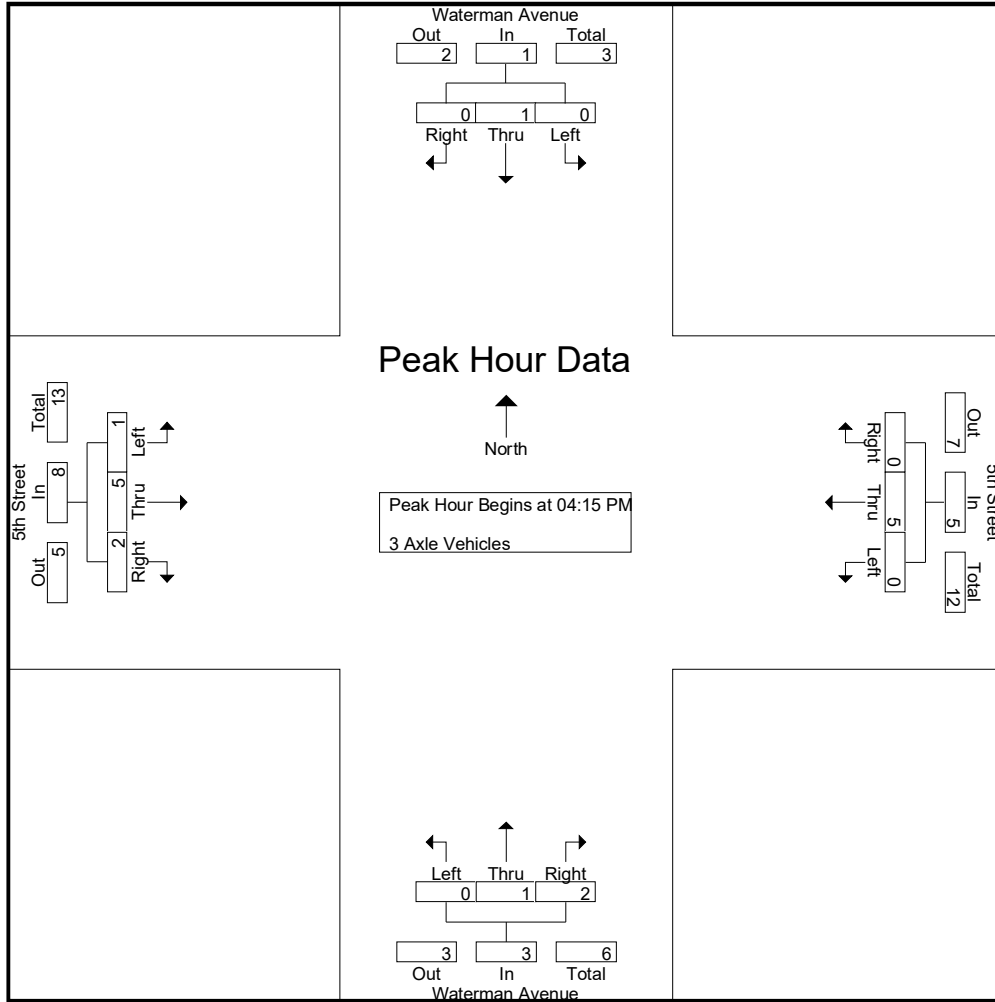 Waterman Avenue
Out In Total
2 1 3
0 1 0
Right Thru Left
Peak Hour Data
North
Peak Hour Begins at 04:15 PM
3 Axle Vehicles
5th Street
Out In Total
5 8 13
2 5 1
Right Thru Left
5th Street
Out In Total
7 5 12
0 5 0
Right Thru Left
Left Thru Right
0 1 2
3 3 6
Out In Total
Waterman Avenue